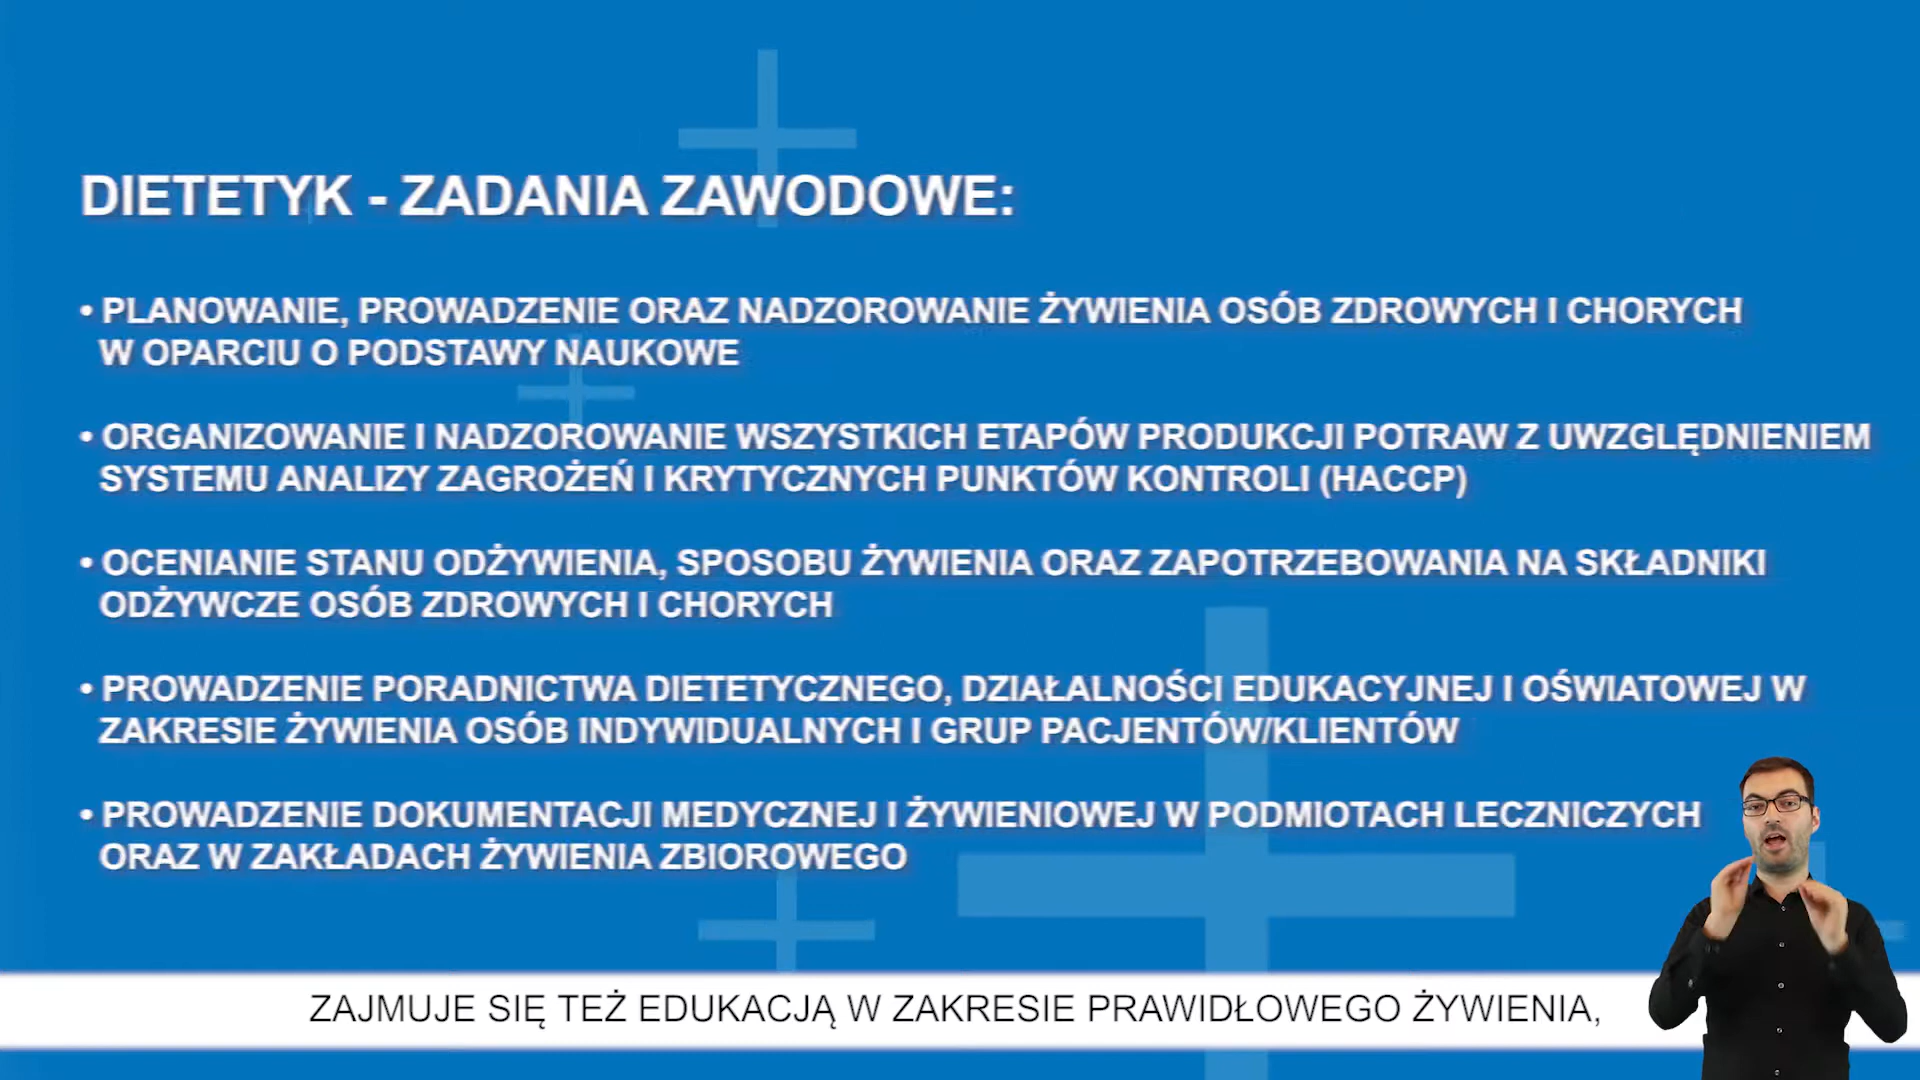 DIETETYK - ZADANIA ZAWODOWE:
• PLANOWANIE, PROWADZENIE ORAZ NADZOROWANIE ŻYWIENIA OSÓB ZDROWYCH I CHORYCH
W OPARCIU O PODSTAWY NAUKOWE
• ORGANIZOWANIE I NADZOROWANIE WSZYSTKICH ETAPÓW PRODUKCJI POTRAW Z UWZGLĘDNIENIEM
SYSTEMU ANALIZY ZAGROŻEŃ I KRYTYCZNYCH PUNKTÓW KONTROLI (HACCP)
• OCENIANIE STANU ODŻYWIENIA, SPOSOBU ŻYWIENIA ORAZ ZAPOTRZEBOWANIA NA SKŁADNIKI
ODŻYWCZE OSÓB ZDROWYCH I CHORYCH
• PROWADZENIE PORADNICTWA DIETETYCZNEGO, DZIAŁALNOŚCI EDUKACYJNEJ I OŚWIATOWEJ W
ZAKRESIE ŻYWIENIA OSÓB INDYWIDUALNYCH I GRUP PACJENTÓW/KLIENTÓW
• PROWADZENIE DOKUMENTACJI MEDYCZNEJ I ŻYWIENIOWEJ W PODMIOTACH LECZNICZYCH
ORAZ W ZAKŁADACH ŻYWIENIA ZBIOROWEGO
ZAJMUJE SIĘ TEŻ EDUKACJĄ W ZAKRESIE PRAWIDŁOWEGO ŻYWIENIA,